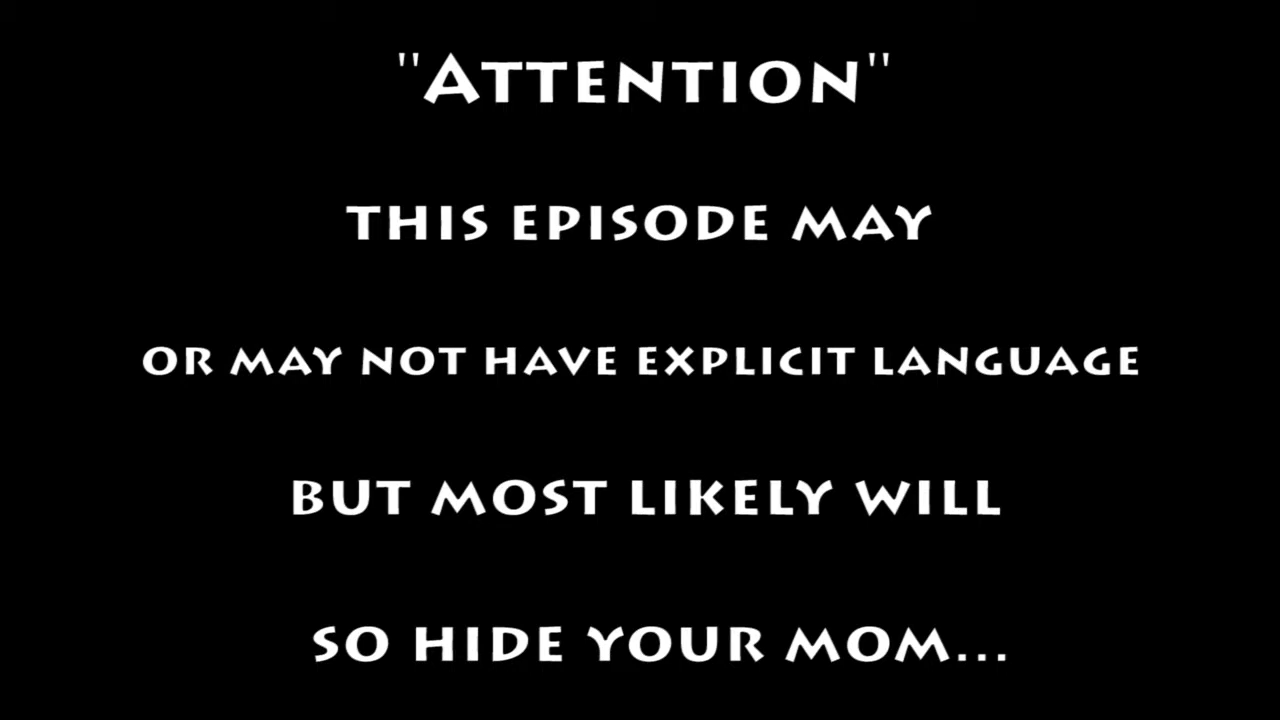 "ATTENTION"
THIS EPISODE MAY
OR MAY NOT HAVE EXPLICIT LANGUAGE
BUT MOST LIKELY WILL
SO HIDE YOUR MOM...